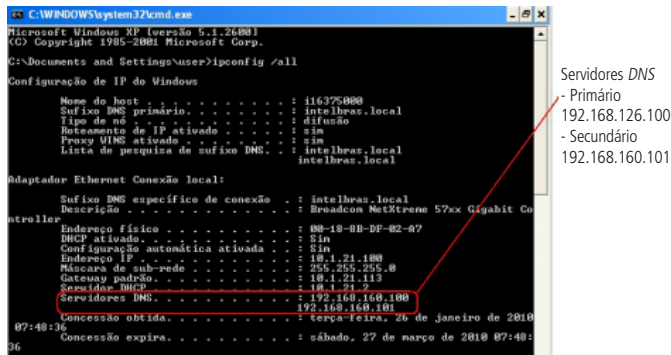 C:\WINDOWS\system32\cmd.exe
Microsoft Windows XP [versão 5.1.2600]
(C) Copyright 1985-2001 Microsoft Corp.
C:\Documents and Settings\user>ipconfig /all
Configuração de IP do Windows
Nome do host . . . . . . . . . . . : i16375000
Sufixo DNS primário. . . . . . . . : intelbras.local
Tipo de nó . . . . . . . . . . . . : difusão
Roteamento de IP ativado . . . . . : sim
Proxy WINS ativado . . . . . . . . : sim
Lista de pesquisa de sufixo DNS. . : intelbras.local
intelbras.local
Adaptador Ethernet Conexão local:
Sufixo DNS específico de conexão . : intelbras.local
Descrição . . . . . . . . . . . . : Broadcom NetXtreme 57xx Gigabit Co
ntroller
Endereço físico . . . . . . . . . : 00-18-8B-DF-02-A7
DHCP ativado. . . . . . . . . . . : Sim
Configuração automática ativada . : Sim
Endereço IP . . . . . . . . . . . : 10.1.21.100
Máscara de sub-rede . . . . . . . : 255.255.255.0
Gateway padrão. . . . . . . . . . : 10.1.21.113
Servidor DHCP . . . . . . . . . . : 10.1.21.2
Servidores DNS. . . . . . . . . . : 192.168.160.100
192.168.160.101
Concessão obtida. . . . . . . . . : terça-feira, 26 de janeiro de 2010
07:48:36
Concessão expira. . . . . . . . . : sábado, 27 de março de 2010 07:48:
36
Servidores DNS
- Primário
192.168.126.100
- Secundário
192.168.160.101